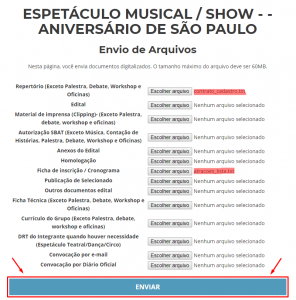 ESPETÁCULO MUSICAL / SHOW - -
ANIVERSÁRIO DE SÃO PAULO
Envio de Arquivos
Nesta página, você envia documentos digitalizados. O tamanho máximo do arquivo deve ser 60MB.
Repertório (Exceto Palestra, Debate, Workshop e Oficinas) Escolher arquivo contrato_cadastro.txt
Edital Escolher arquivo Nenhum arquivo selecionado
Material de Imprensa (Clipping)- (Exceto Palestra, debate, workshop e oficinas) Escolher arquivo Nenhum arquivo selecionado
Autorização SBAT (Exceto Música, Contação de Histórias, Palestra, Debate, Workshop e Oficinas) Escolher arquivo Nenhum arquivo selecionado
Anexos do Edital Escolher arquivo Nenhum arquivo selecionado
Homologação Escolher arquivo Nenhum arquivo selecionado
Ficha de inscrição / Cronograma Escolher arquivo
Publicação de Selecionado Escolher arquivo Nenhum arquivo selecionado
Outros documentos edital Escolher arquivo Nenhum arquivo selecionado
Ficha Técnica (Exceto Palestra, Debate, Workshop e Oficinas) Escolher arquivo Nenhum arquivo selecionado
Currículo do Grupo (Exceto Palestra, debate, workshop e oficinas) Escolher arquivo Nenhum arquivo selecionado
DRT do Integrante quando houver necessidade (Espetáculo Teatral/Dança/Circo) Escolher arquivo Nenhum arquivo selecionado
Convocação por e-mail Escolher arquivo Nenhum arquivo selecionado
Convocação por Diário Oficial Escolher arquivo Nenhum arquivo selecionado
ENVIAR